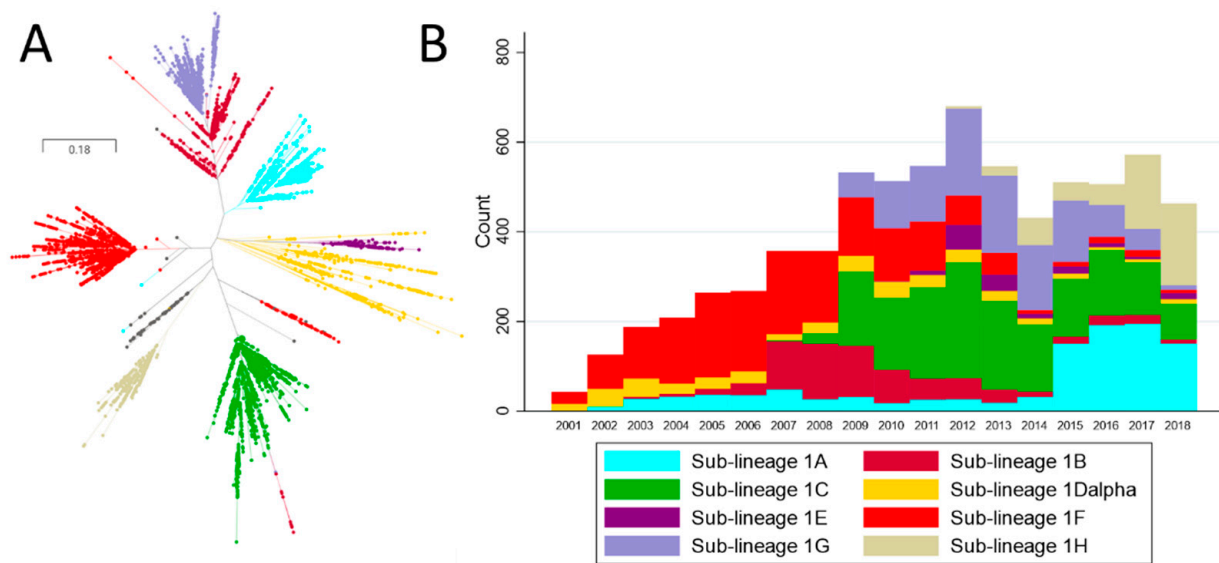 A
B
0.18
Count
800
600
400
200
0
2001 2002 2003 2004 2005 2006 2007 2008 2009 2010 2011 2012 2013 2014 2015 2016 2017 2018
Sub-lineage 1A Sub-lineage 1B
Sub-lineage 1C Sub-lineage 1Dalpha
Sub-lineage 1E Sub-lineage 1F
Sub-lineage 1G Sub-lineage 1H